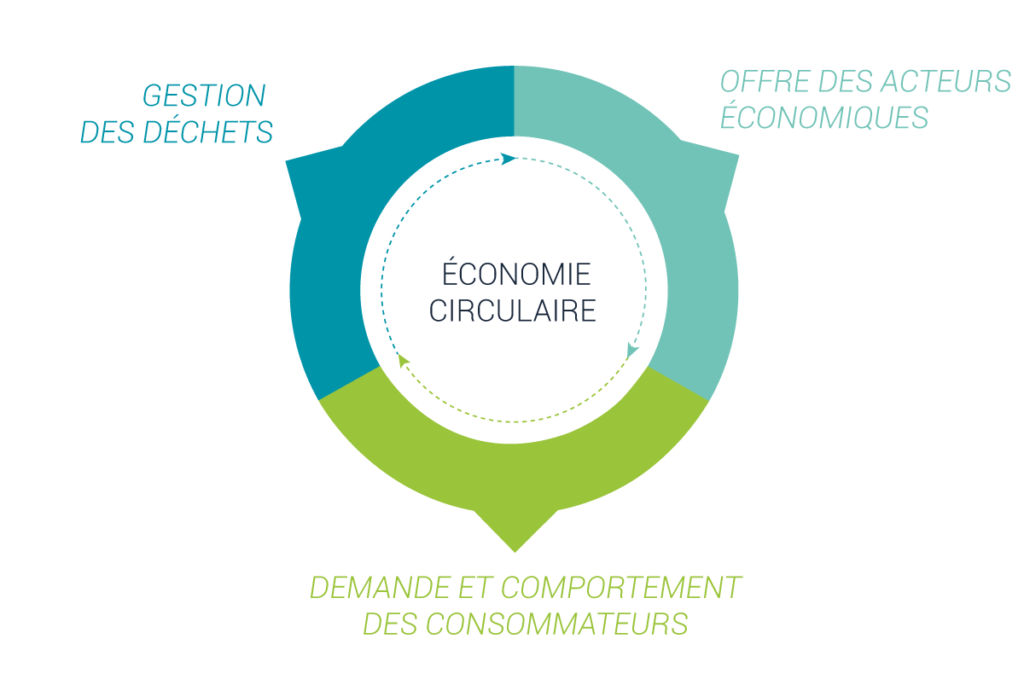 GESTION
DES DÉCHETS
OFFRE DES ACTEURS
ÉCONOMIQUES
ÉCONOMIE
CIRCULAIRE
DEMANDE ET COMPORTEMENT
DES CONSOMMATEURS